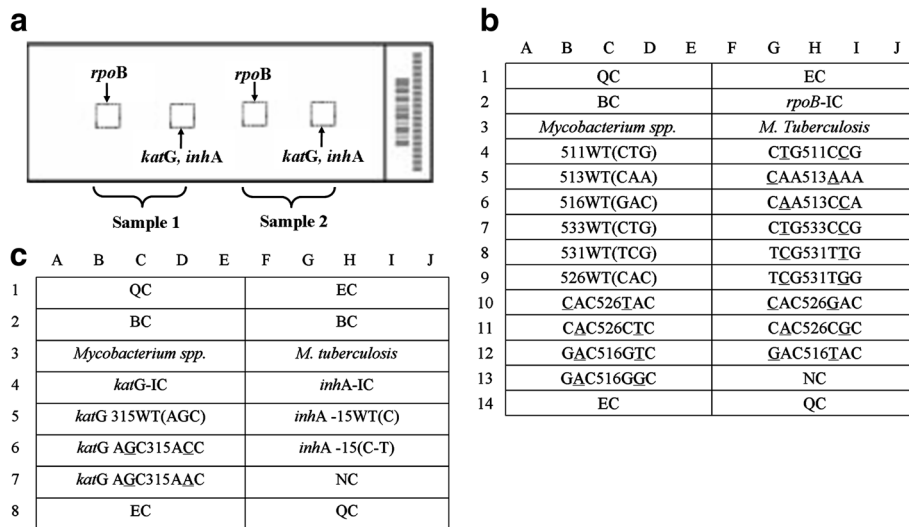 a
rpoB
rpoB
katG, inhA
katG, inhA
Sample 1
Sample 2
b
A B C D E F G H I J
1 QC EC
2 BC rpoB-IC
3 Mycobacterium spp. M. Tuberculosis
4 511WT(CTG) CTG511CCG
5 513WT(CAA) CAA513AAA
6 516WT(GAC) CAA513CCA
7 533WT(CTG) CTG533CCG
8 531WT(TCG) TCG531TTG
9 526WT(CAC) TCG531TGG
10 CAC526TAC CAC526GAC
11 CAC526CTC CAC526CGC
12 GAC516GTC GAC516TAC
13 GAC516GGC NC
14 EC QC
c
A B C D E F G H I J
1 QC EC
2 BC BC
3 Mycobacterium spp. M. tuberculosis
4 katG-IC inhA-IC
5 katG 315WT(AGC) inhA -15WT(C)
6 katG AGC315ACC inhA -15(C-T)
7 katG AGC315AAC NC
8 EC QC